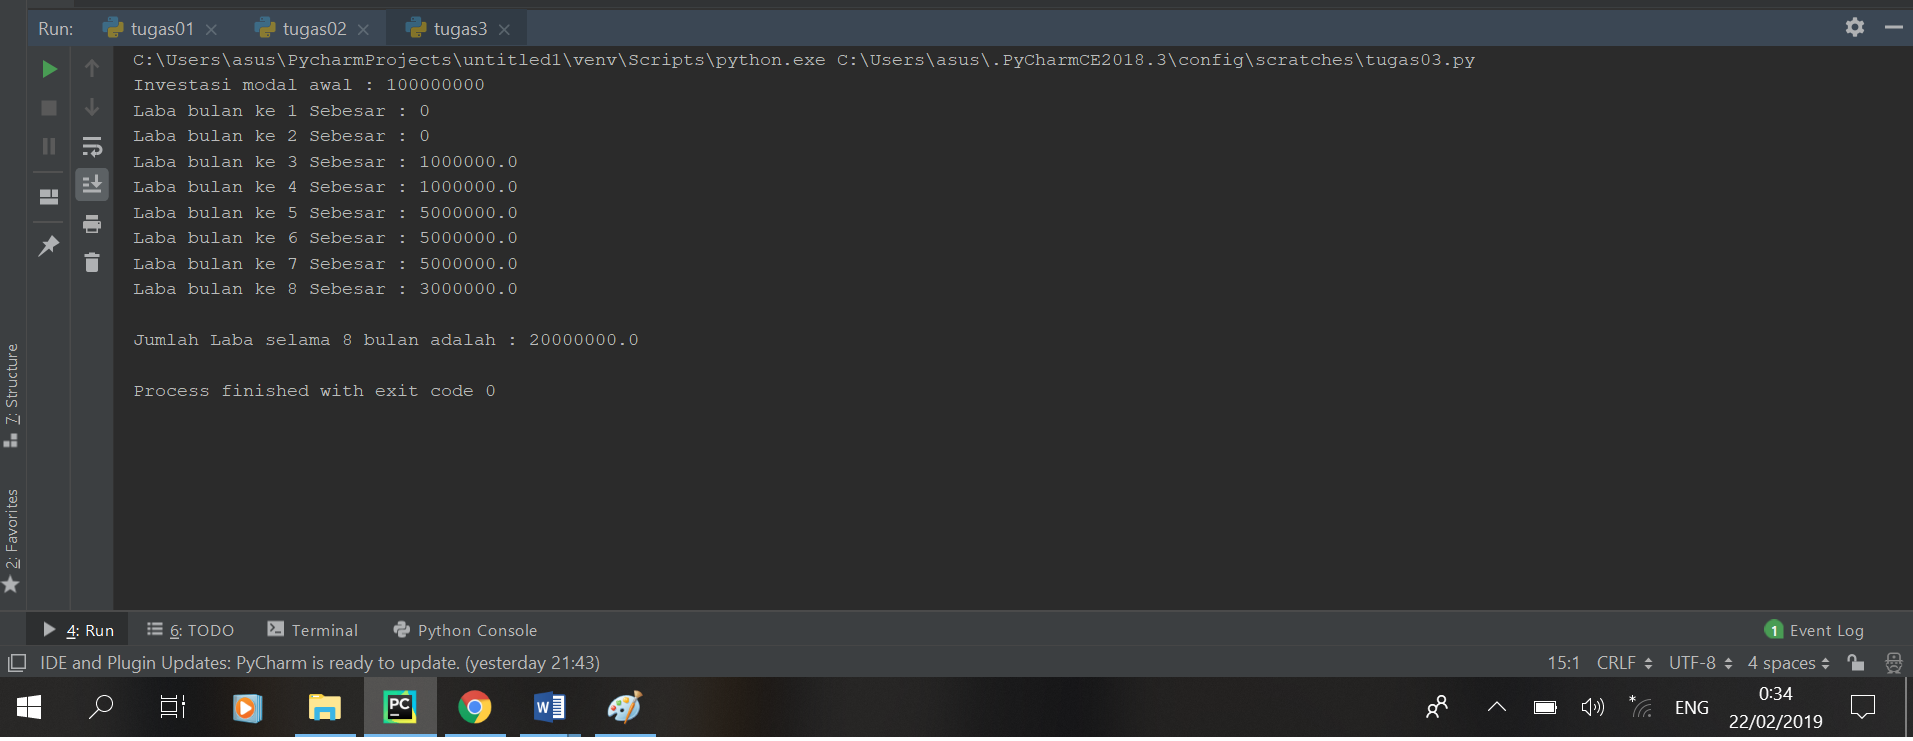 Run: tugas01 tugas02 tugas3
C:\Users\asus\PycharmProjects\untitled1\venv\Scripts\python.exe C:\Users\asus\.PyCharmCE2018.3\config\scratches\tugas03.py
Investasi modal awal : 100000000
Laba bulan ke 1 Sebesar : 0
Laba bulan ke 2 Sebesar : 0
Laba bulan ke 3 Sebesar : 1000000.0
Laba bulan ke 4 Sebesar : 1000000.0
Laba bulan ke 5 Sebesar : 5000000.0
Laba bulan ke 6 Sebesar : 5000000.0
Laba bulan ke 7 Sebesar : 5000000.0
Laba bulan ke 8 Sebesar : 3000000.0
Jumlah Laba selama 8 bulan adalah : 20000000.0
Process finished with exit code 0
7: Structure
2: Favorites
4: Run 6: TODO Terminal Python Console 1 Event Log
IDE and Plugin Updates: PyCharm is ready to update. (yesterday 21:43) 15:1 CRLF UTF-8 4 spaces
PC W ENG 0:34
22/02/2019